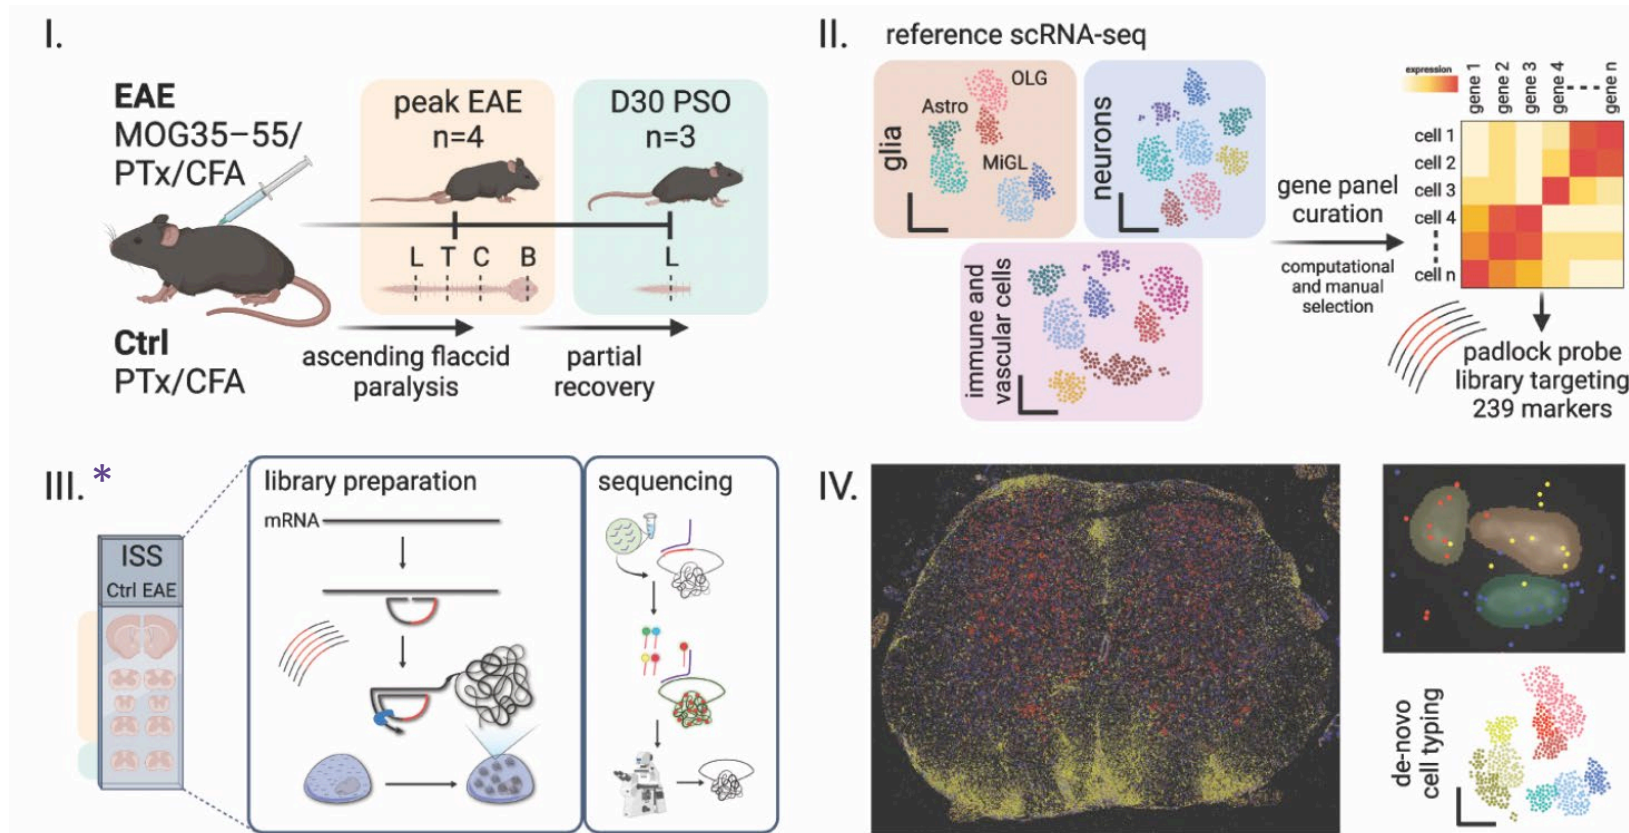 I.
EAE
MOG35–55/
PTx/CFA
Ctrl
PTx/CFA
peak EAE
n=4
L T C B
D30 PSO
n=3
L
ascending flaccid
paralysis
partial
recovery
II.
reference scRNA-seq
glia
Astro
OLG
MiGL
neurons
immune and
vascular cells
gene panel
curation
computational
and manual
selection
expression
gene 1
gene 2
gene 3
gene 4
gene n
cell 1
cell 2
cell 3
cell 4
cell n
padlock probe
library targeting
239 markers
III. *
ISS
Ctrl EAE
library preparation
mRNA
sequencing
IV.
de-novo
cell typing